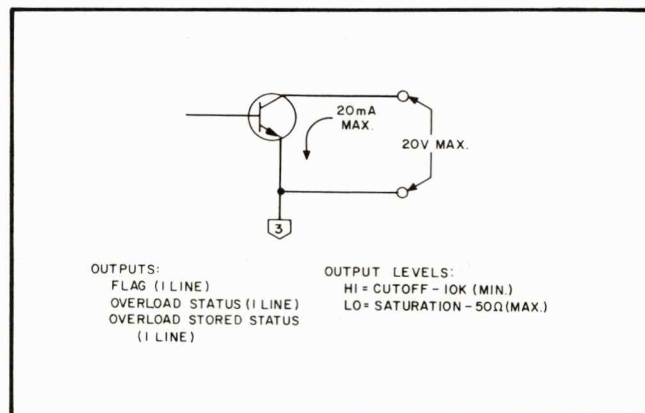 20mA
MAX.
20V MAX.
3
OUTPUTS:
FLAG (1 LINE)
OVERLOAD STATUS (1 LINE)
OVERLOAD STORED STATUS
(1 LINE)
OUTPUT LEVELS:
HI = CUTOFF - 10K (MIN.)
LO = SATURATION - 50Ω (MAX.)